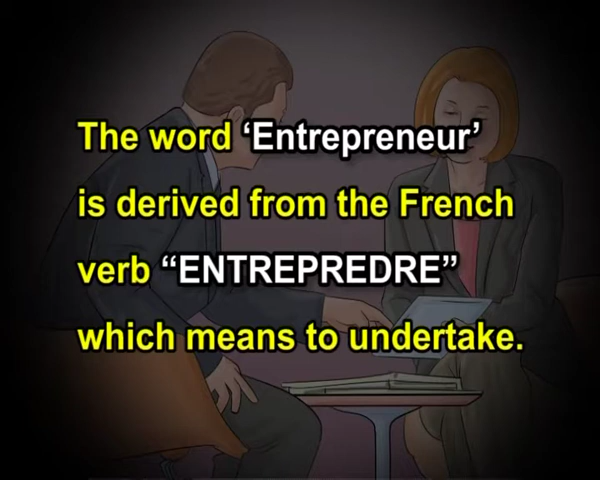 The word ‘Entrepreneur’
is derived from the French
verb “ENTREPREDRE”
which means to undertake.